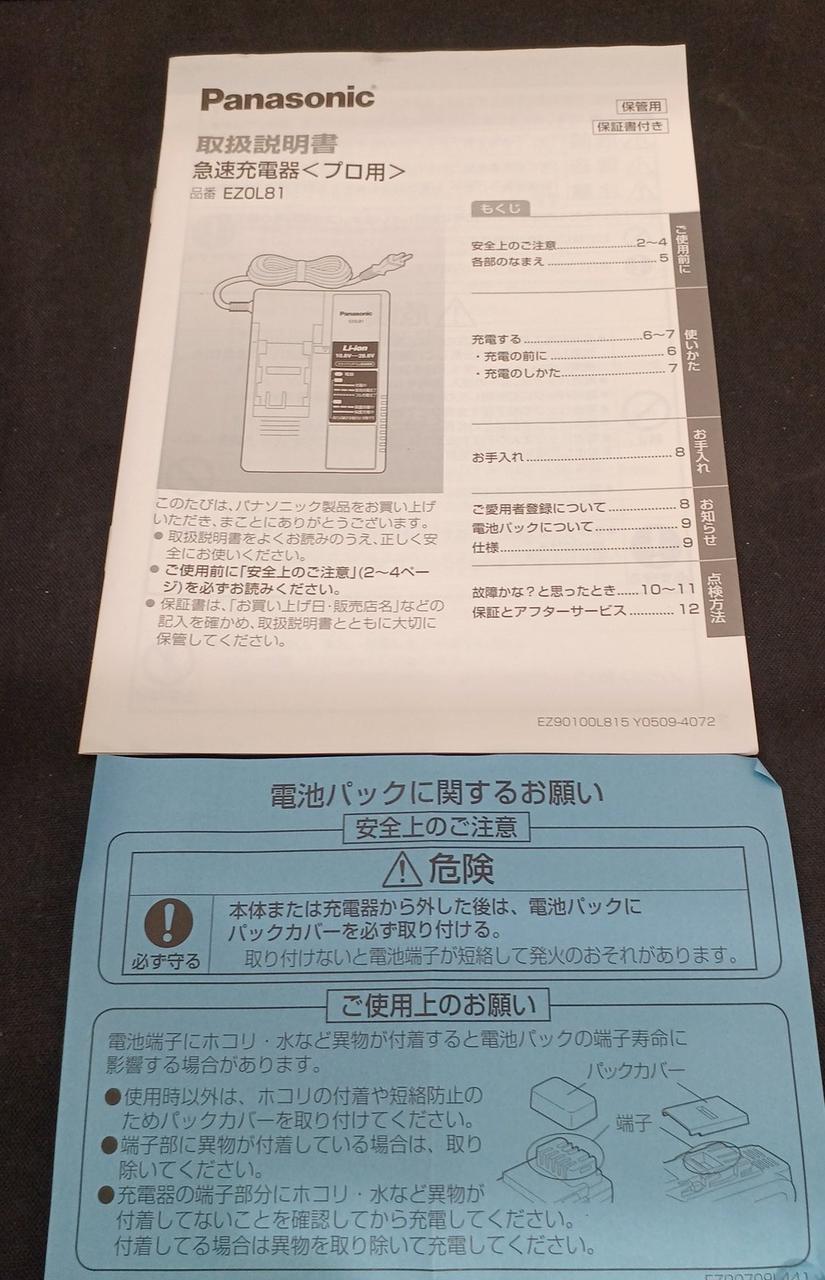 Panasonic
保管用
保証書付き
取扱説明書
急速充電器<プロ用>
品番 EZ0L81
Panasonic
EZ0L81
Li-ion
10.8V−28.8V
このたびは、パナソニック製品をお買い上げ
いただき、まことにありがとうございます。
● 取扱説明書をよくお読みのうえ、正しく安
全にお使いください。
● ご使用前に「安全上のご注意」(2〜4ペー
ジ)を必ずお読みください。
● 保証書は、「お買い上げ日・販売店名」などの
記入を確かめ、取扱説明書とともに大切に
保管してください。
もくじ
ご使用前に
安全上のご注意..................2〜4
各部のなまえ..................5
使いかた
充電する..................6〜7
・充電の前に..................6
・充電のしかた..................7
お手入れ
お手入れ..................8
お知らせ
ご愛用者登録について..................8
電池パックについて..................9
仕様..................9
点検方法
故障かな?と思ったとき......10〜11
保証とアフターサービス............12
EZ90100L815 Y0509-4072
電池パックに関するお願い
安全上のご注意
危険
必ず守る
本体または充電器から外した後は、電池パックに
パックカバーを必ず取り付ける。
取り付けないと電池端子が短絡して発火のおそれがあります。
ご使用上のお願い
電池端子にホコリ・水など異物が付着すると電池パックの端子寿命に
影響する場合があります。
●使用時以外は、ホコリの付着や短絡防止の
ためパックカバーを取り付けてください。
●端子部に異物が付着している場合は、取り
除いてください。
●充電器の端子部分にホコリ・水など異物が
付着してないことを確認してから充電してください。
付着してる場合は異物を取り除いて充電してください。
パックカバー
端子